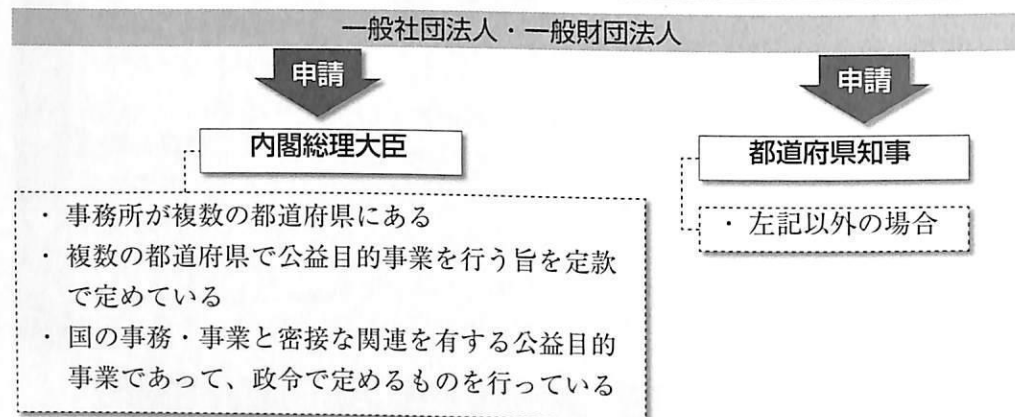 一般社団法人・一般財団法人
申請
申請
内閣総理大臣
都道府県知事
・ 事務所が複数の都道府県にある
・ 複数の都道府県で公益目的事業を行う旨を定款
で定めている
・ 国の事務・事業と密接な関連を有する公益目的
事業であって、政令で定めるものを行っている
・ 左記以外の場合